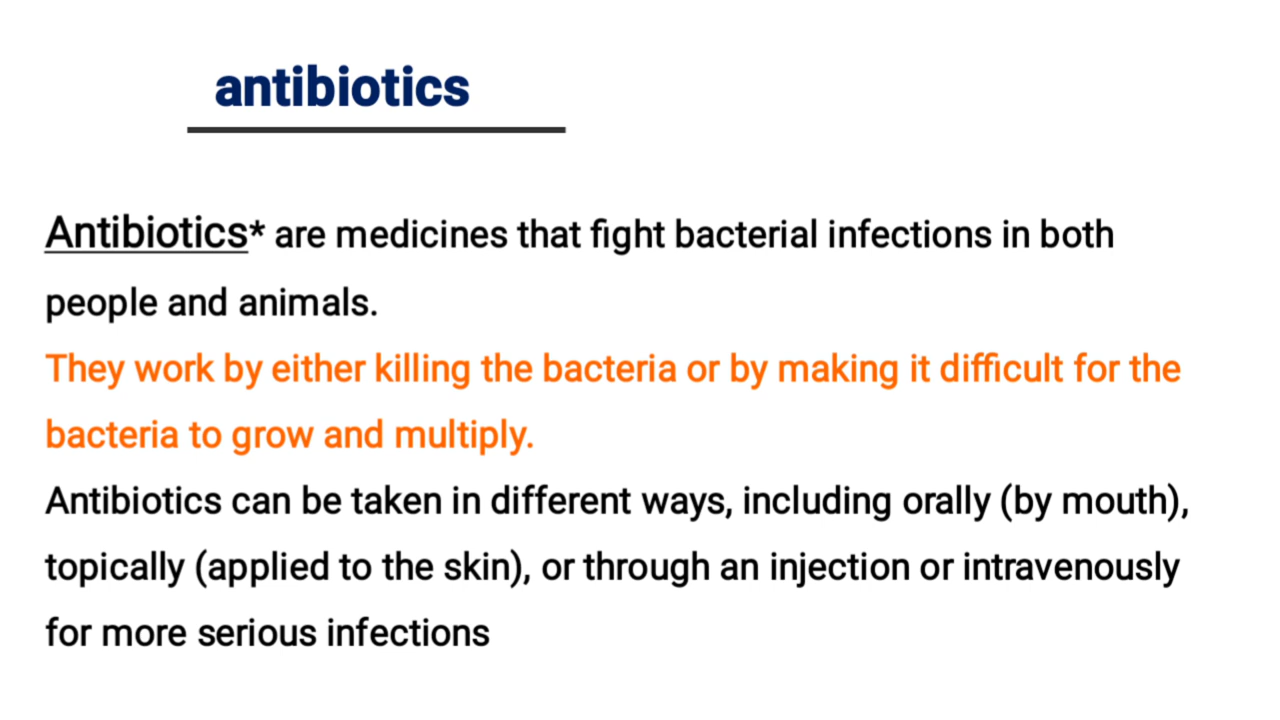 antibiotics
Antibiotics* are medicines that fight bacterial infections in both
people and animals.
They work by either killing the bacteria or by making it difficult for the
bacteria to grow and multiply.
Antibiotics can be taken in different ways, including orally (by mouth),
topically (applied to the skin), or through an injection or intravenously
for more serious infections